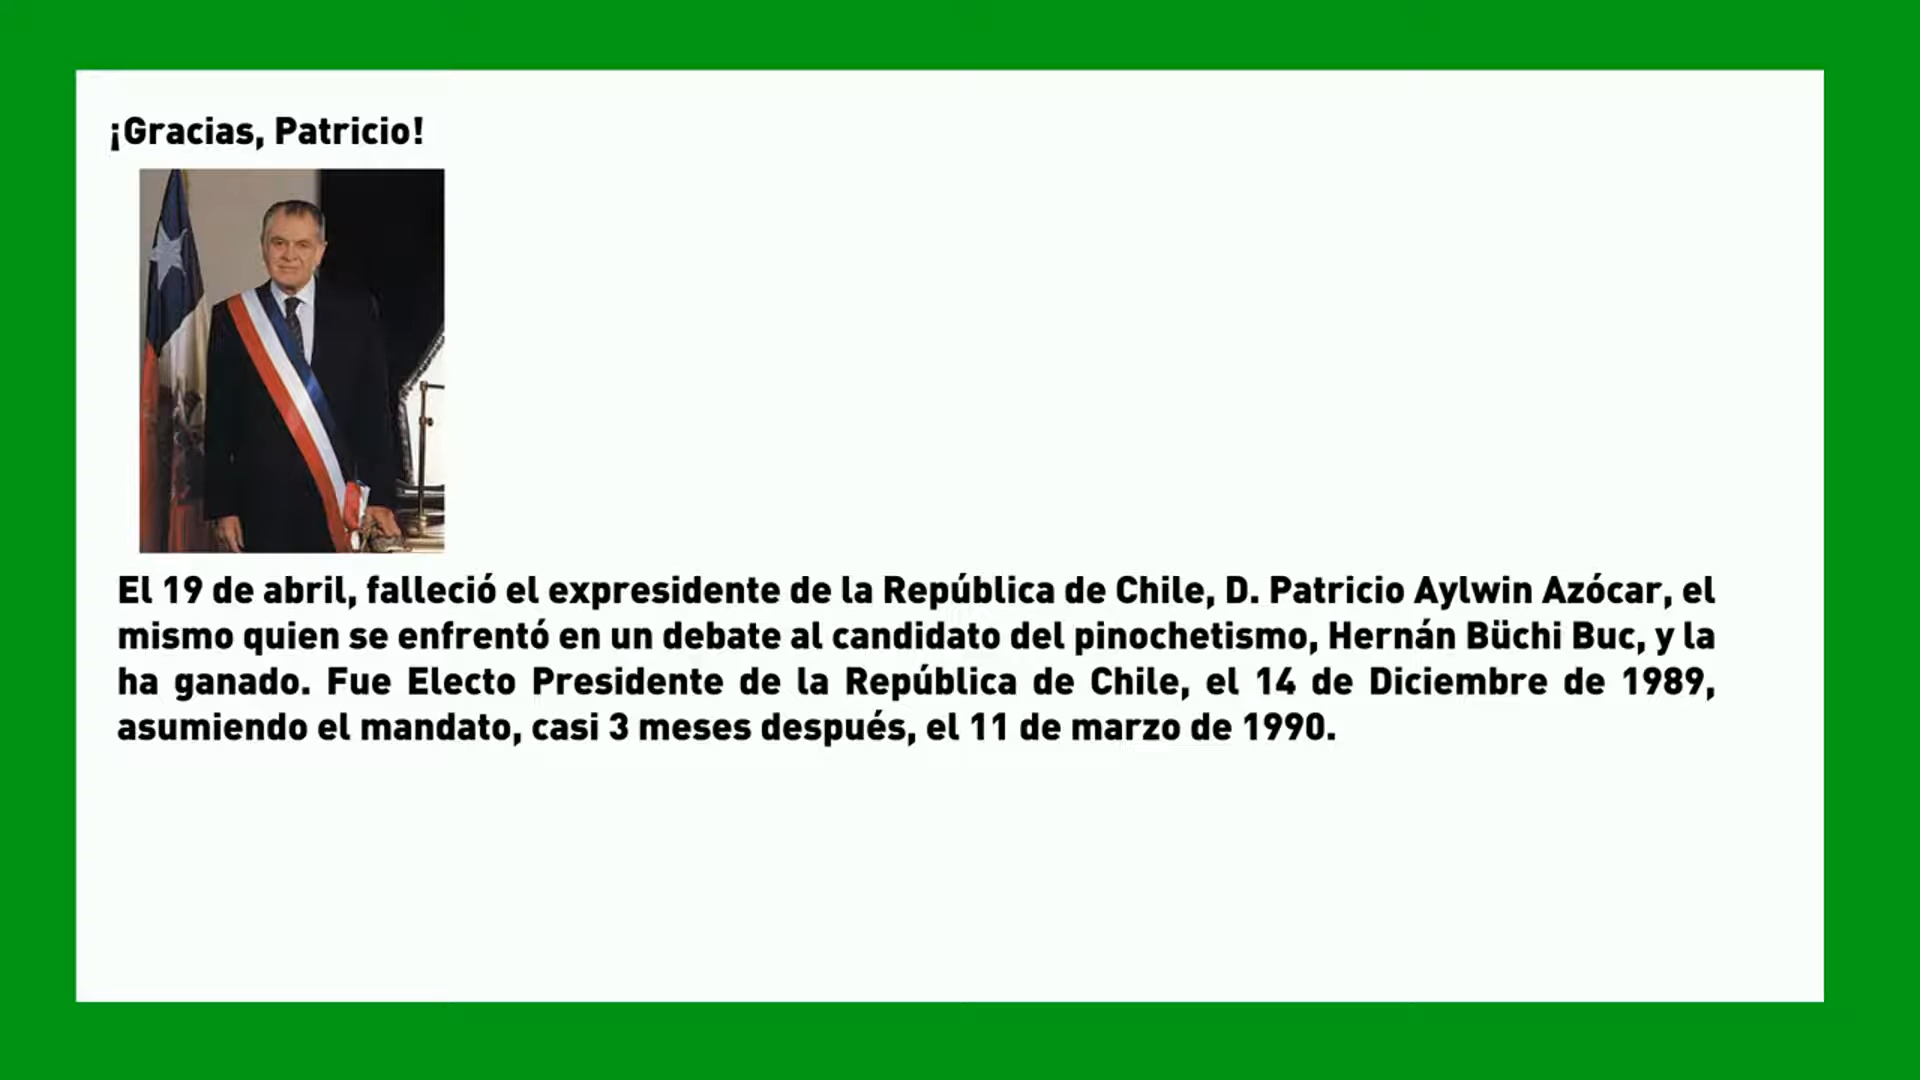 ¡Gracias, Patricio!
El 19 de abril, falleció el expresidente de la República de Chile, D. Patricio Aylwin Azócar, el
mismo quien se enfrentó en un debate al candidato del pinochetismo, Hernán Büchi Buc, y la
ha ganado. Fue Electo Presidente de la República de Chile, el 14 de Diciembre de 1989,
asumiendo el mandato, casi 3 meses después, el 11 de marzo de 1990.